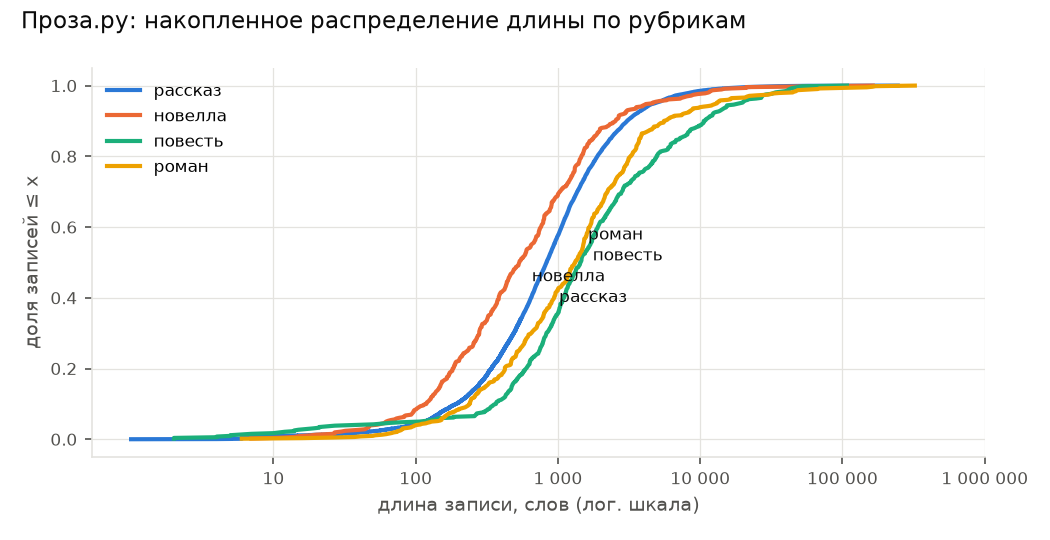 Проза.ру: накопленное распределение длины по рубрикам
1.0
0.8
0.6
0.4
0.2
0.0
доля записей ≤ x
рассказ
новелла
повесть
роман
роман
повесть
новелла
рассказ
10
100
1 000
10 000
100 000
1 000 000
длина записи, слов (лог. шкала)